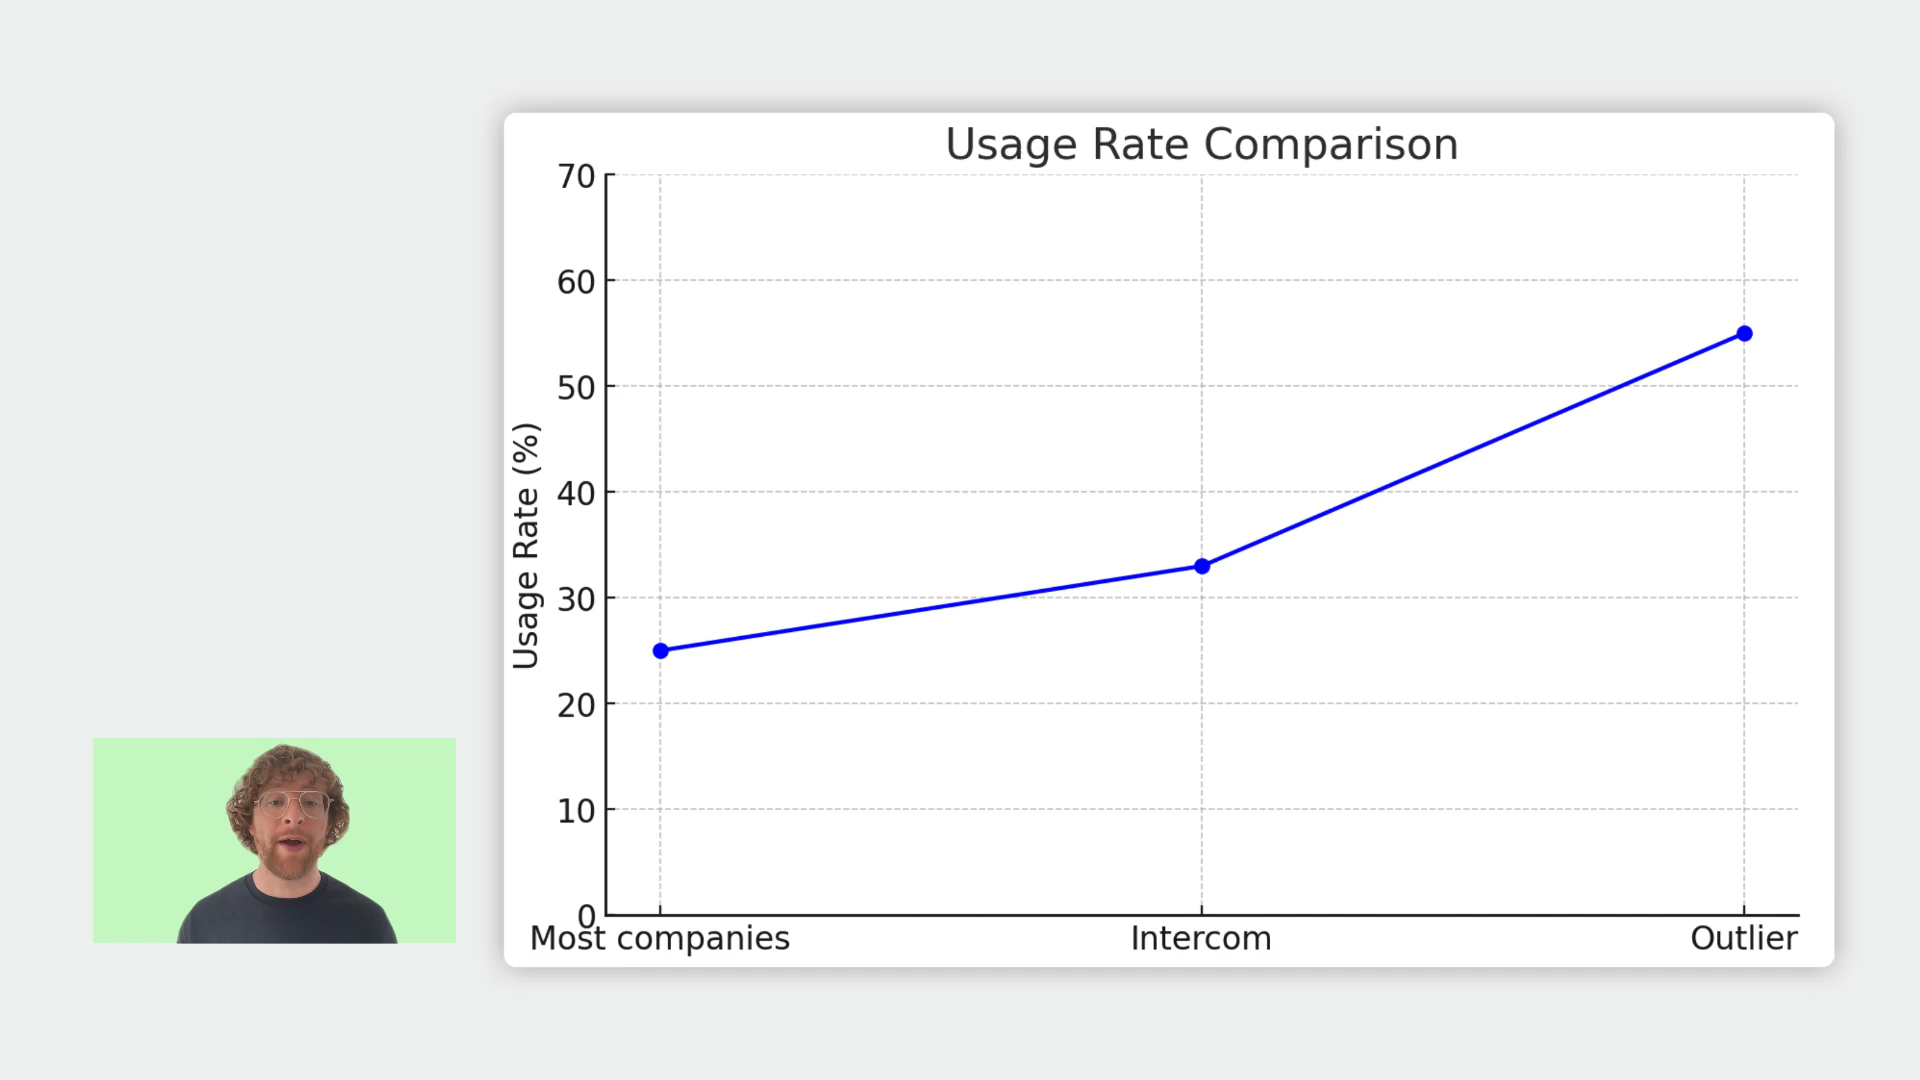 Usage Rate Comparison
70
60
50
40
30
20
10
0
Usage Rate (%)
Most companies
Intercom
Outlier